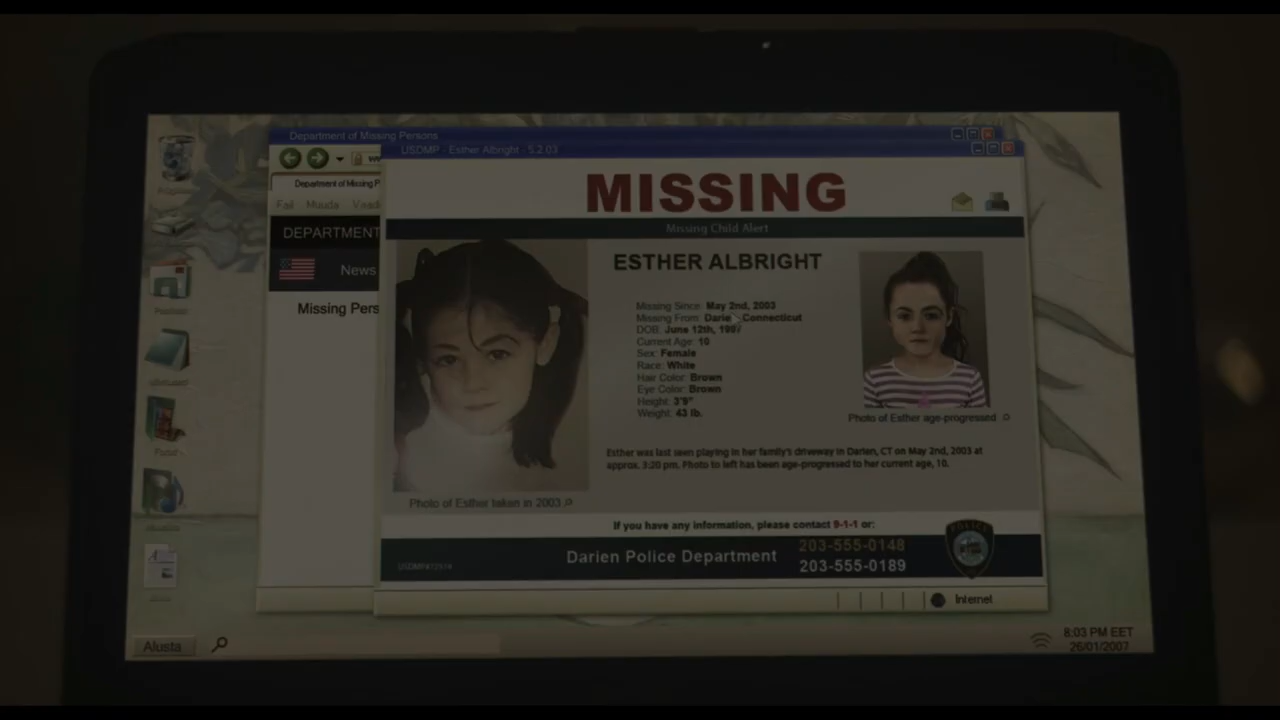 Department of Missing Persons
USDMP - Esther Albright - 5.2.03
Department of Missing P
Fail Muuda Vaad
DEPARTMENT
News
Missing Pers
MISSING
Missing Child Alert
ESTHER ALBRIGHT
Missing Since: May 2nd, 2003
Missing From: Darien, Connecticut
DOB: June 12th, 1997
Current Age: 10
Sex: Female
Race: White
Hair Color: Brown
Eye Color: Brown
Height: 3'9"
Weight: 43 lb.
Photo of Esther age-progressed
Esther was last seen playing in her family's driveway in Darien, CT on May 2nd, 2003 at
approx. 3:20 pm. Photo to left has been age-progressed to her current age, 10.
Photo of Esther taken in 2003
If you have any information, please contact 9-1-1 or:
Darien Police Department
203-555-0148
203-555-0189
POLICE
Internet
Alusta
8:03 PM EET
26/01/2007